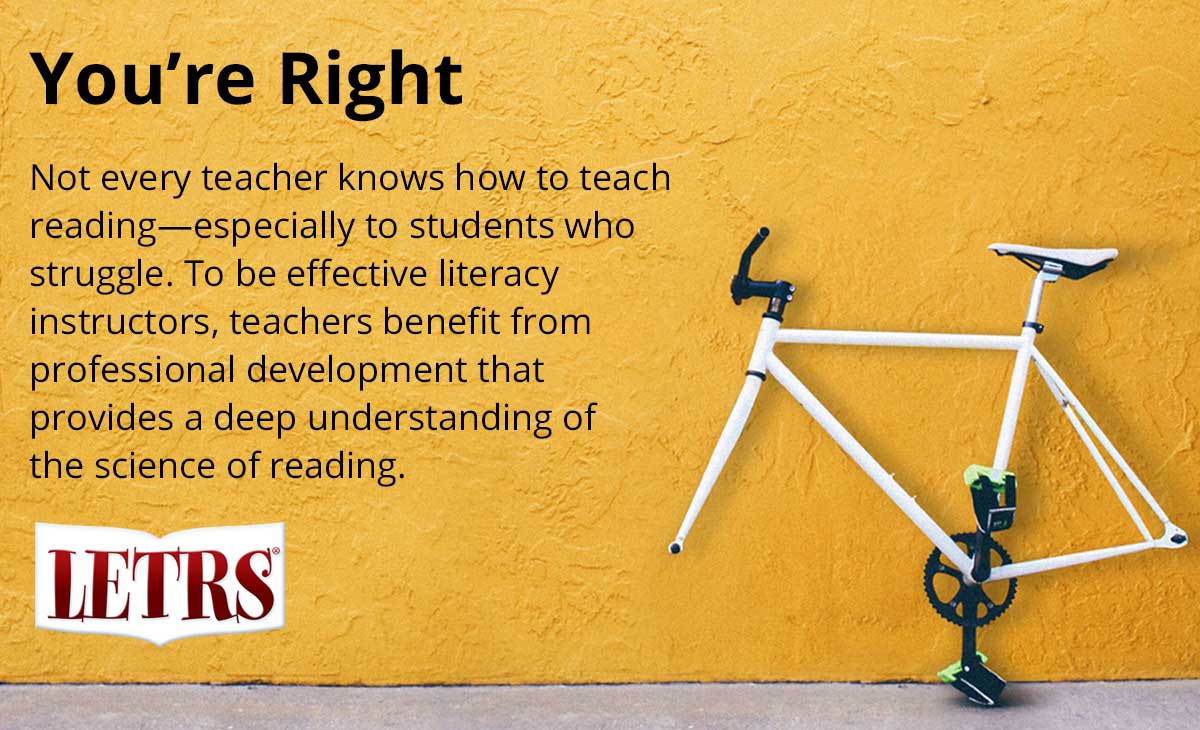 You’re Right
Not every teacher knows how to teach
reading—especially to students who
struggle. To be effective literacy
instructors, teachers benefit from
professional development that
provides a deep understanding of
the science of reading.
LETRS®